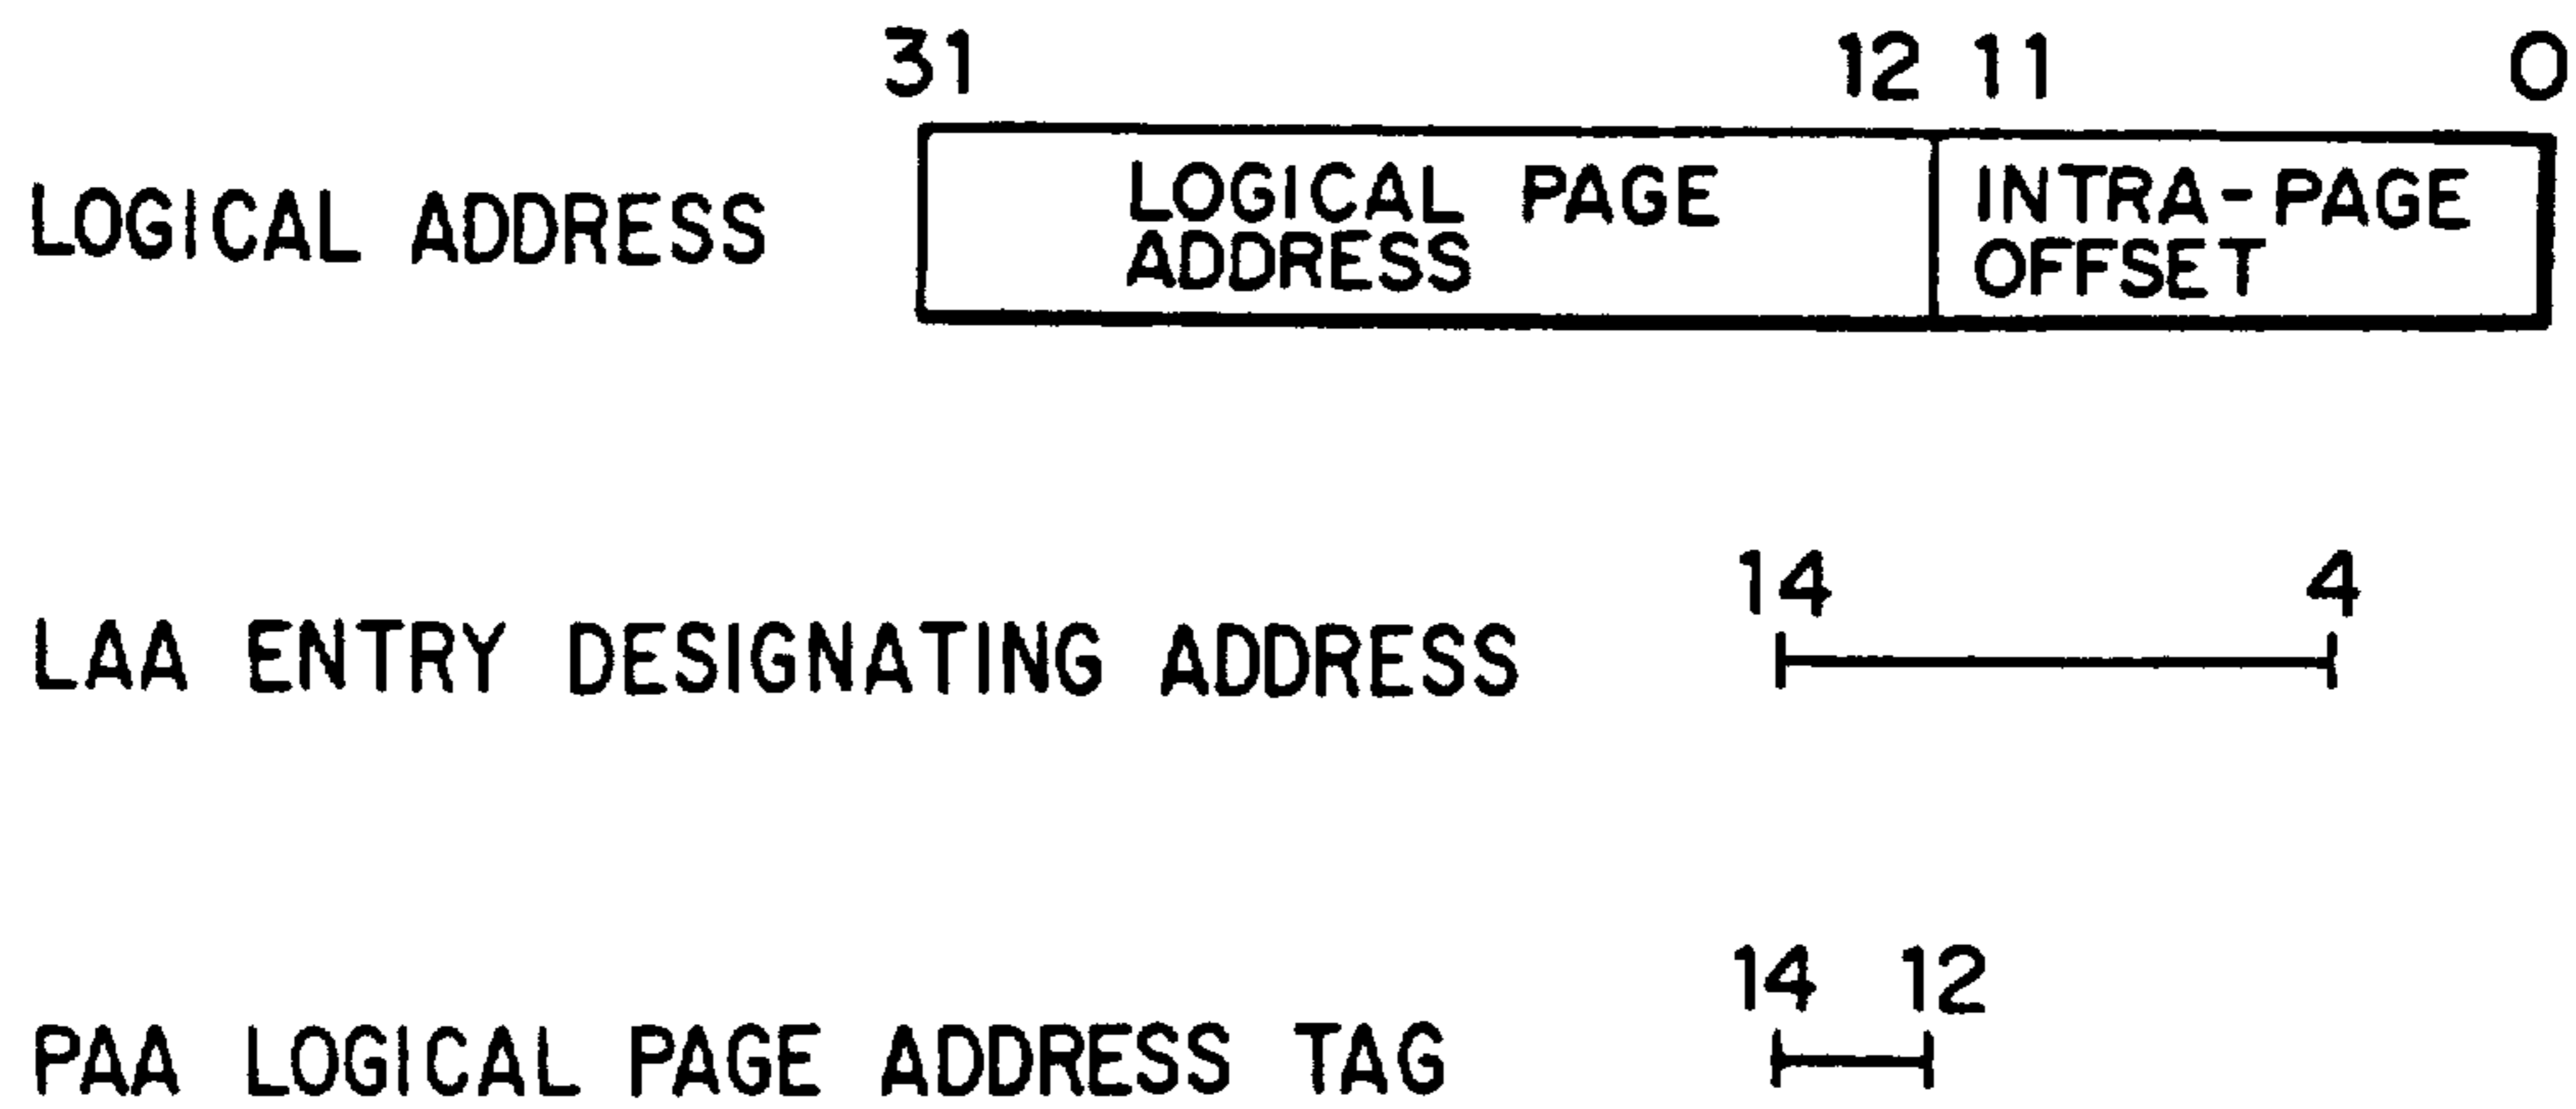 31 12 11 0
LOGICAL ADDRESS
LOGICAL PAGE
ADDRESS
INTRA-PAGE
OFFSET
14 4
LAA ENTRY DESIGNATING ADDRESS
14 12
PAA LOGICAL PAGE ADDRESS TAG